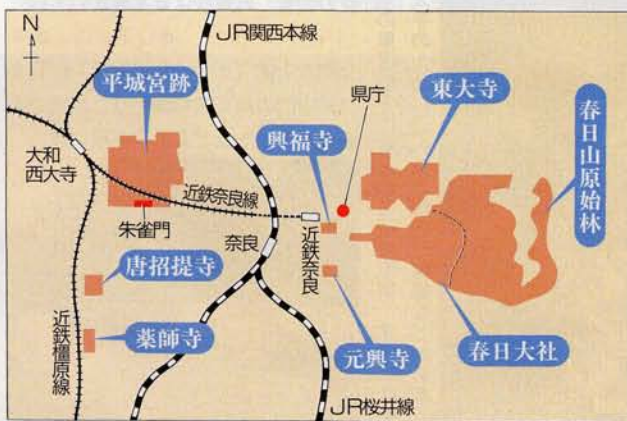 N
JR関西本線
平城宮跡
県庁
東大寺
春日山原始林
興福寺
大和
西大寺
近鉄奈良線
朱雀門
奈良
近鉄奈良
唐招提寺
近鉄橿原線
薬師寺
元興寺
春日大社
JR桜井線